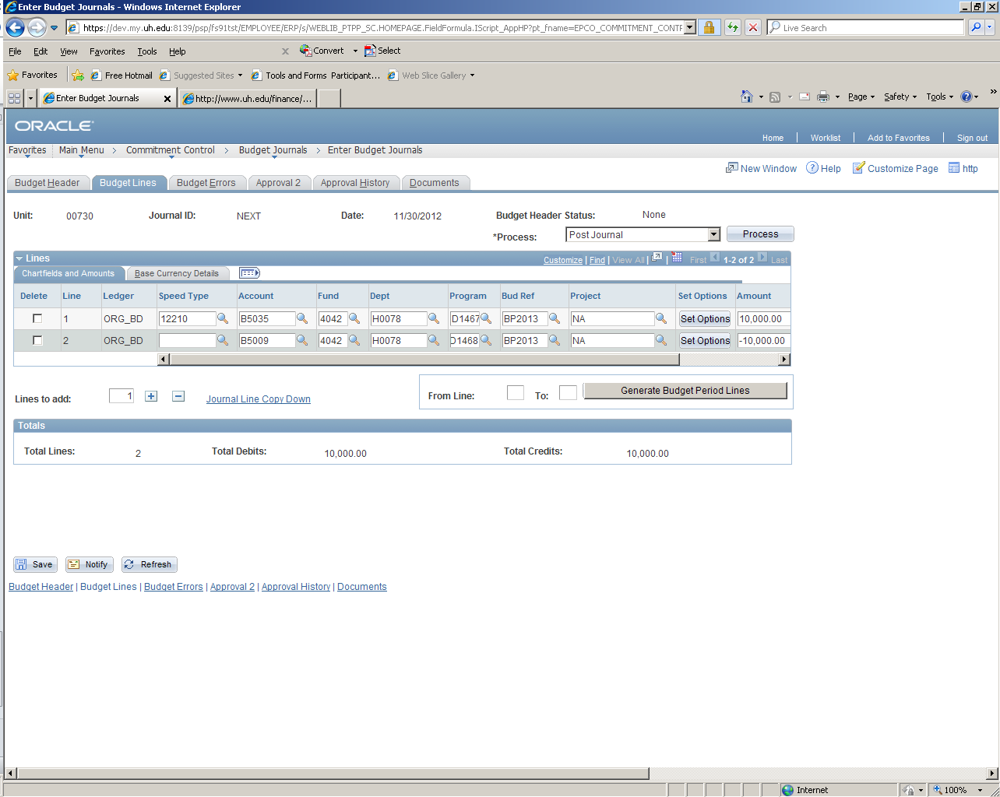 Enter Budget Journals - Windows Internet Explorer
https://dev.my.uh.edu:8139/psp/fs91tst/EMPLOYEE/ERP/s/WEBLIB_PTPP_SC.HOMEPAGE.FieldFormula.IScript_AppHP?pt_fname=EPCO_COMMITMENT_CONTF
Live Search
File Edit View Favorites Tools Help x Convert Select
Favorites Free Hotmail Suggested Sites Tools and Forms Participant... Web Slice Gallery
Enter Budget Journals X http://www.uh.edu/finance/... Page Safety Tools »
ORACLE
Home Worklist Add to Favorites Sign out
Favorites Main Menu > Commitment Control > Budget Journals > Enter Budget Journals
New Window Help Customize Page http
Budget Header Budget Lines Budget Errors Approval 2 Approval History Documents
Unit: 00730 Journal ID: NEXT Date: 11/30/2012 Budget Header Status: None
*Process: Post Journal Process
Lines Customize | Find | View All | | First 1-2 of 2 Last
Chartfields and Amounts Base Currency Details
Delete Line Ledger Speed Type Account Fund Dept Program Bud Ref Project Set Options Amount
1 ORG_BD 12210 B5035 4042 H0078 D1467 BP2013 NA Set Options 10,000.00
2 ORG_BD B5009 4042 H0078 D1468 BP2013 NA Set Options -10,000.00
Lines to add: 1 + - Journal Line Copy Down From Line: To: Generate Budget Period Lines
Totals
Total Lines: 2 Total Debits: 10,000.00 Total Credits: 10,000.00
Save Notify Refresh
Budget Header | Budget Lines | Budget Errors | Approval 2 | Approval History | Documents
Internet 100%